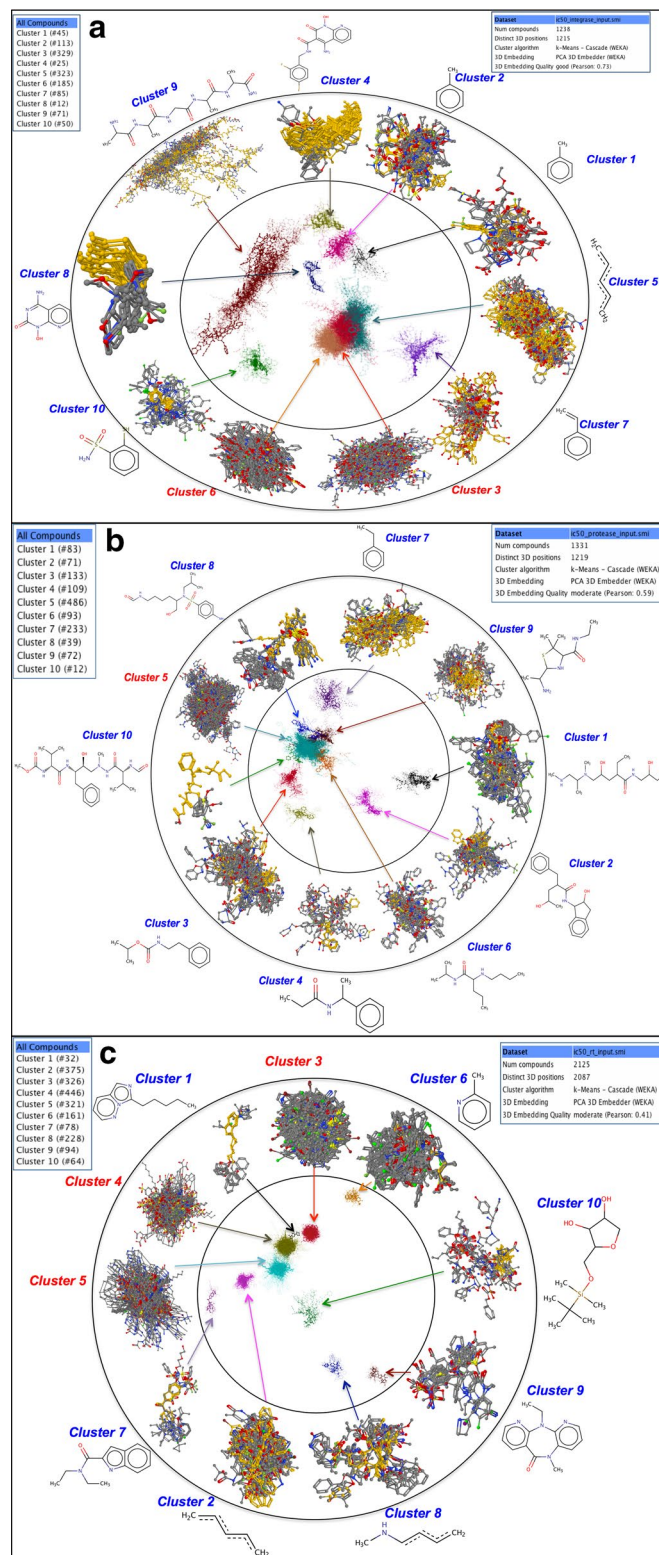 a
All Compounds
Cluster 1 (#45)
Cluster 2 (#113)
Cluster 3 (#329)
Cluster 4 (#25)
Cluster 5 (#323)
Cluster 6 (#185)
Cluster 7 (#85)
Cluster 8 (#12)
Cluster 9 (#71)
Cluster 10 (#50)
Dataset ic50_integrase_input.smi
Num compounds 1238
Distinct 3D positions 1215
Cluster algorithm k-Means - Cascade (WEKA)
3D Embedding PCA 3D Embedder (WEKA)
3D Embedding Quality good (Pearson: 0.73)
Cluster 9
Cluster 4
Cluster 2
CH₃
Cluster 1
CH₃
Cluster 5
H₂C
CH₂
Cluster 8
Cluster 10
Cluster 6
Cluster 3
Cluster 7
H₂C
b
All Compounds
Cluster 1 (#83)
Cluster 2 (#71)
Cluster 3 (#133)
Cluster 4 (#109)
Cluster 5 (#486)
Cluster 6 (#93)
Cluster 7 (#233)
Cluster 8 (#39)
Cluster 9 (#72)
Cluster 10 (#12)
Dataset ic50_protease_input.smi
Num compounds 1331
Distinct 3D positions 1219
Cluster algorithm k-Means - Cascade (WEKA)
3D Embedding PCA 3D Embedder (WEKA)
3D Embedding Quality moderate (Pearson: 0.59)
Cluster 7
Cluster 8
Cluster 9
Cluster 5
Cluster 10
Cluster 1
Cluster 2
Cluster 3
Cluster 4
Cluster 6
c
All Compounds
Cluster 1 (#32)
Cluster 2 (#375)
Cluster 3 (#326)
Cluster 4 (#446)
Cluster 5 (#321)
Cluster 6 (#161)
Cluster 7 (#78)
Cluster 8 (#228)
Cluster 9 (#94)
Cluster 10 (#64)
Dataset ic50_rt_input.smi
Num compounds 2125
Distinct 3D positions 2087
Cluster algorithm k-Means - Cascade (WEKA)
3D Embedding PCA 3D Embedder (WEKA)
3D Embedding Quality moderate (Pearson: 0.41)
Cluster 1
Cluster 3
Cluster 6
CH₃
N
Cluster 4
Cluster 10
Cluster 5
Cluster 9
Cluster 7
Cluster 2
H₂C
CH₂
Cluster 8
H₃C
CH₂